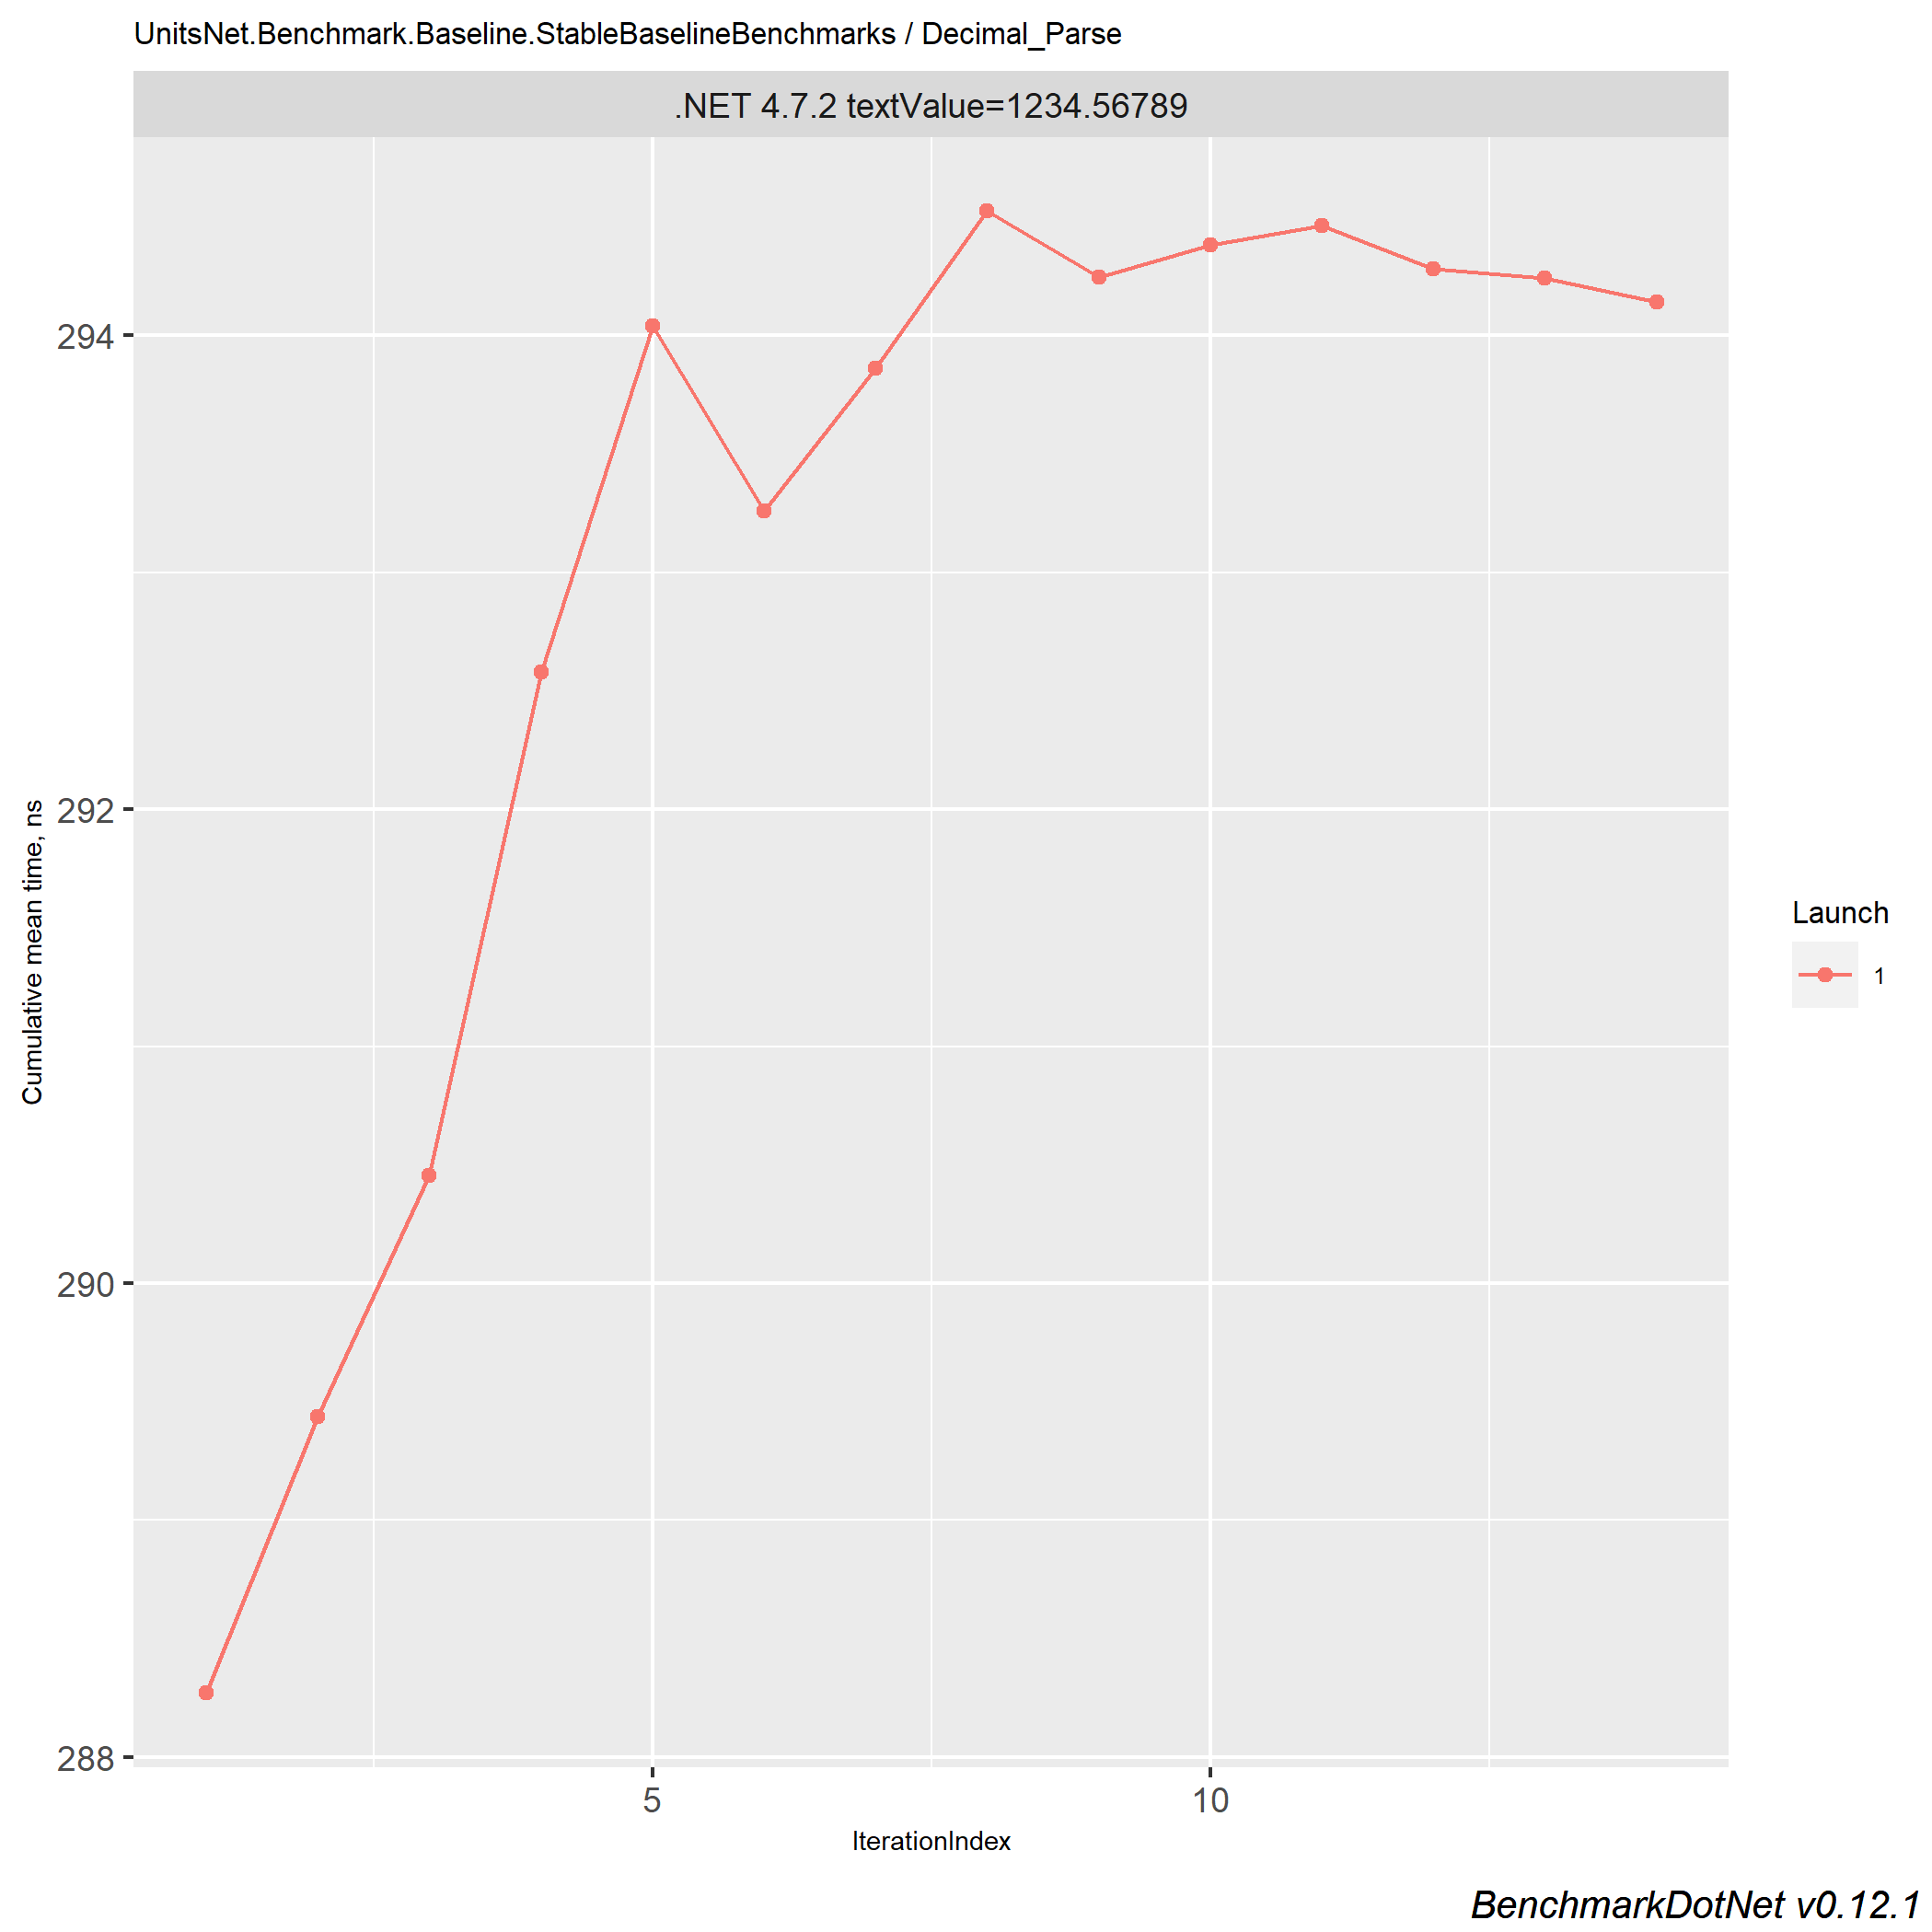 UnitsNet.Benchmark.Baseline.StableBaselineBenchmarks / Decimal_Parse
.NET 4.7.2 textValue=1234.56789
294
292
290
288
Cumulative mean time, ns
5
10
IterationIndex
Launch
1
BenchmarkDotNet v0.12.1